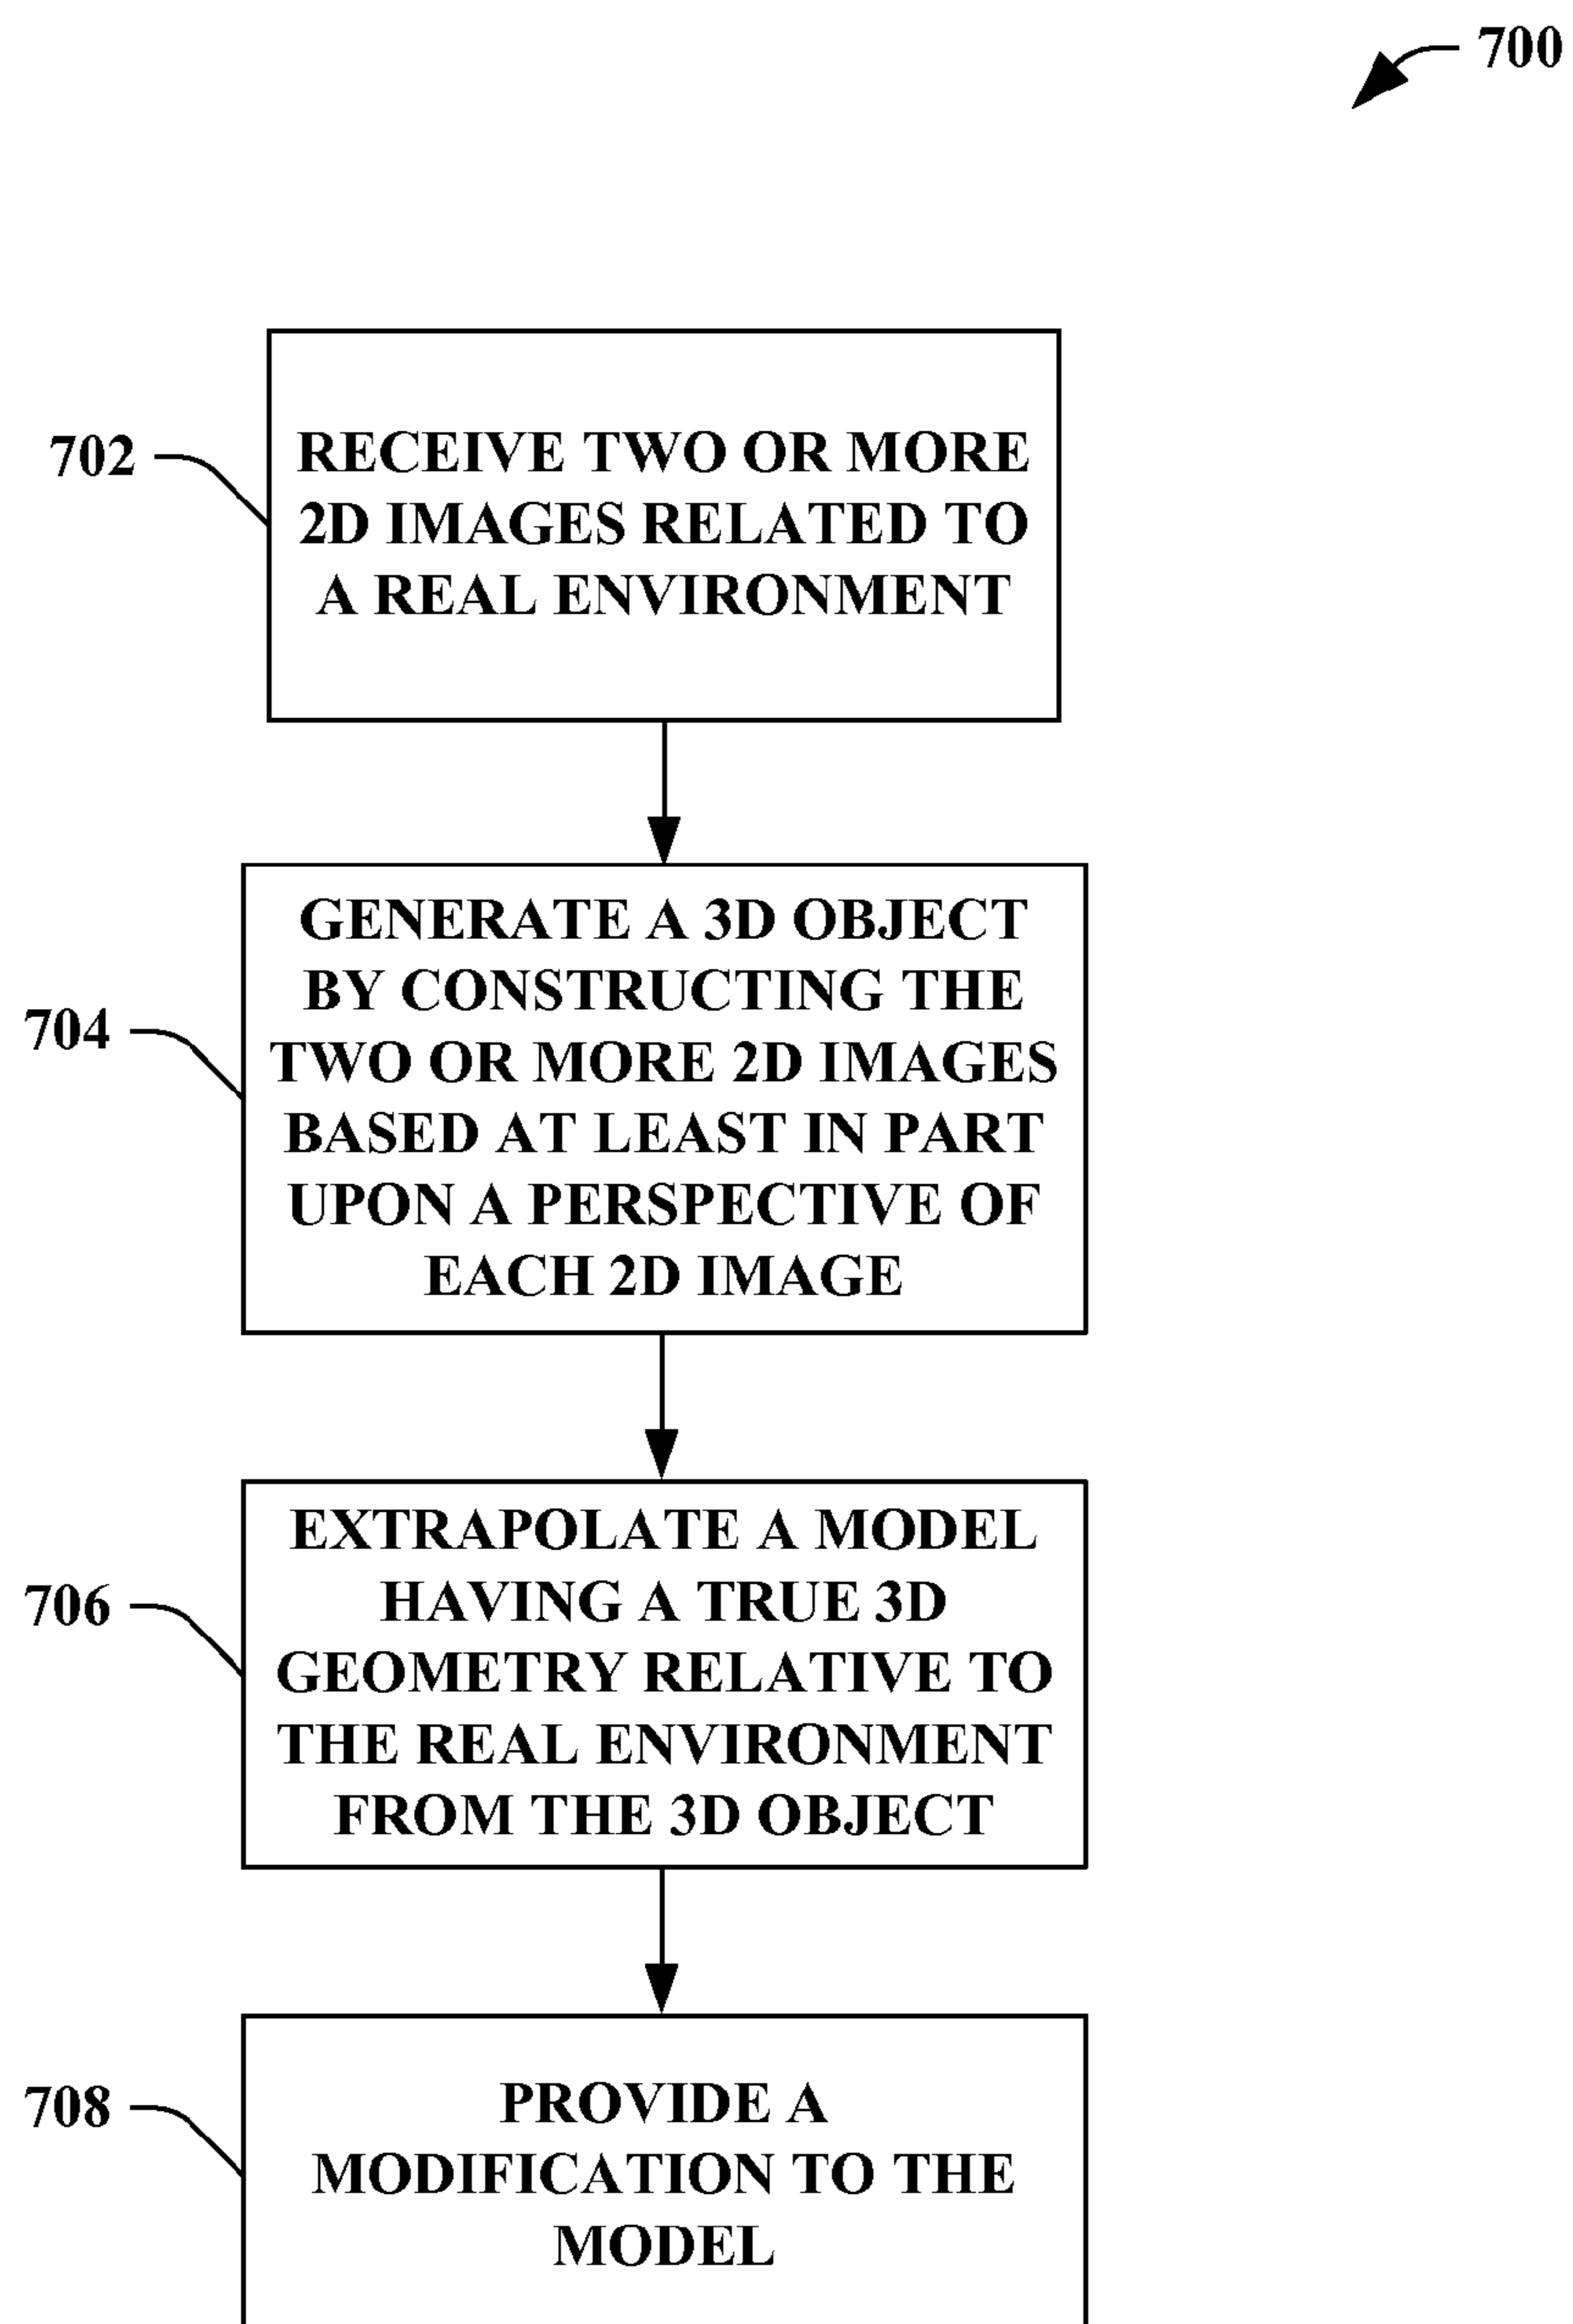 700
702
RECEIVE TWO OR MORE
2D IMAGES RELATED TO
A REAL ENVIRONMENT
704
GENERATE A 3D OBJECT
BY CONSTRUCTING THE
TWO OR MORE 2D IMAGES
BASED AT LEAST IN PART
UPON A PERSPECTIVE OF
EACH 2D IMAGE
706
EXTRAPOLATE A MODEL
HAVING A TRUE 3D
GEOMETRY RELATIVE TO
THE REAL ENVIRONMENT
FROM THE 3D OBJECT
708
PROVIDE A
MODIFICATION TO THE
MODEL